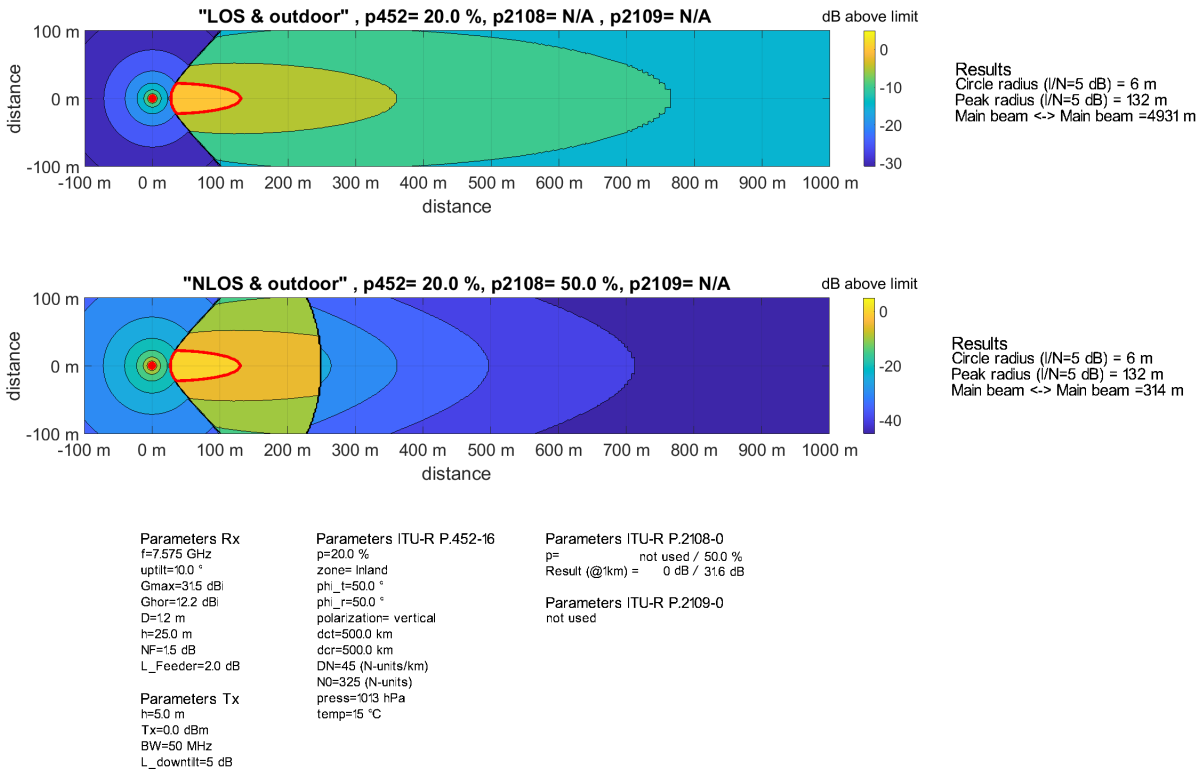 "LOS & outdoor" , p452= 20.0 %, p2108= N/A , p2109= N/A
dB above limit
100 m
0 m
-100 m
distance
-100 m 0 m 100 m 200 m 300 m 400 m 500 m 600 m 700 m 800 m 900 m 1000 m
distance
0
-10
-20
-30
Results
Circle radius (I/N=5 dB) = 6 m
Peak radius (I/N=5 dB) = 132 m
Main beam <-> Main beam =4931 m
"NLOS & outdoor" , p452= 20.0 %, p2108= 50.0 %, p2109= N/A
dB above limit
100 m
0 m
-100 m
distance
-100 m 0 m 100 m 200 m 300 m 400 m 500 m 600 m 700 m 800 m 900 m 1000 m
distance
0
-20
-40
Results
Circle radius (I/N=5 dB) = 6 m
Peak radius (I/N=5 dB) = 132 m
Main beam <-> Main beam =314 m
Parameters Rx
f=7.575 GHz
uptilt=10.0 °
Gmax=31.5 dBi
Ghor=12.2 dBi
D=1.2 m
h=25.0 m
NF=1.5 dB
L_Feeder=2.0 dB
Parameters Tx
h=5.0 m
Tx=0.0 dBm
BW=50 MHz
L_downtilt=5 dB
Parameters ITU-R P.452-16
p=20.0 %
zone= Inland
phi_t=50.0 °
phi_r=50.0 °
polarization= vertical
dct=500.0 km
dcr=500.0 km
DN=45 (N-units/km)
N0=325 (N-units)
press=1013 hPa
temp=15 °C
Parameters ITU-R P.2108-0
p= not used / 50.0 %
Result (@1km) = 0 dB / 31.6 dB
Parameters ITU-R P.2109-0
not used